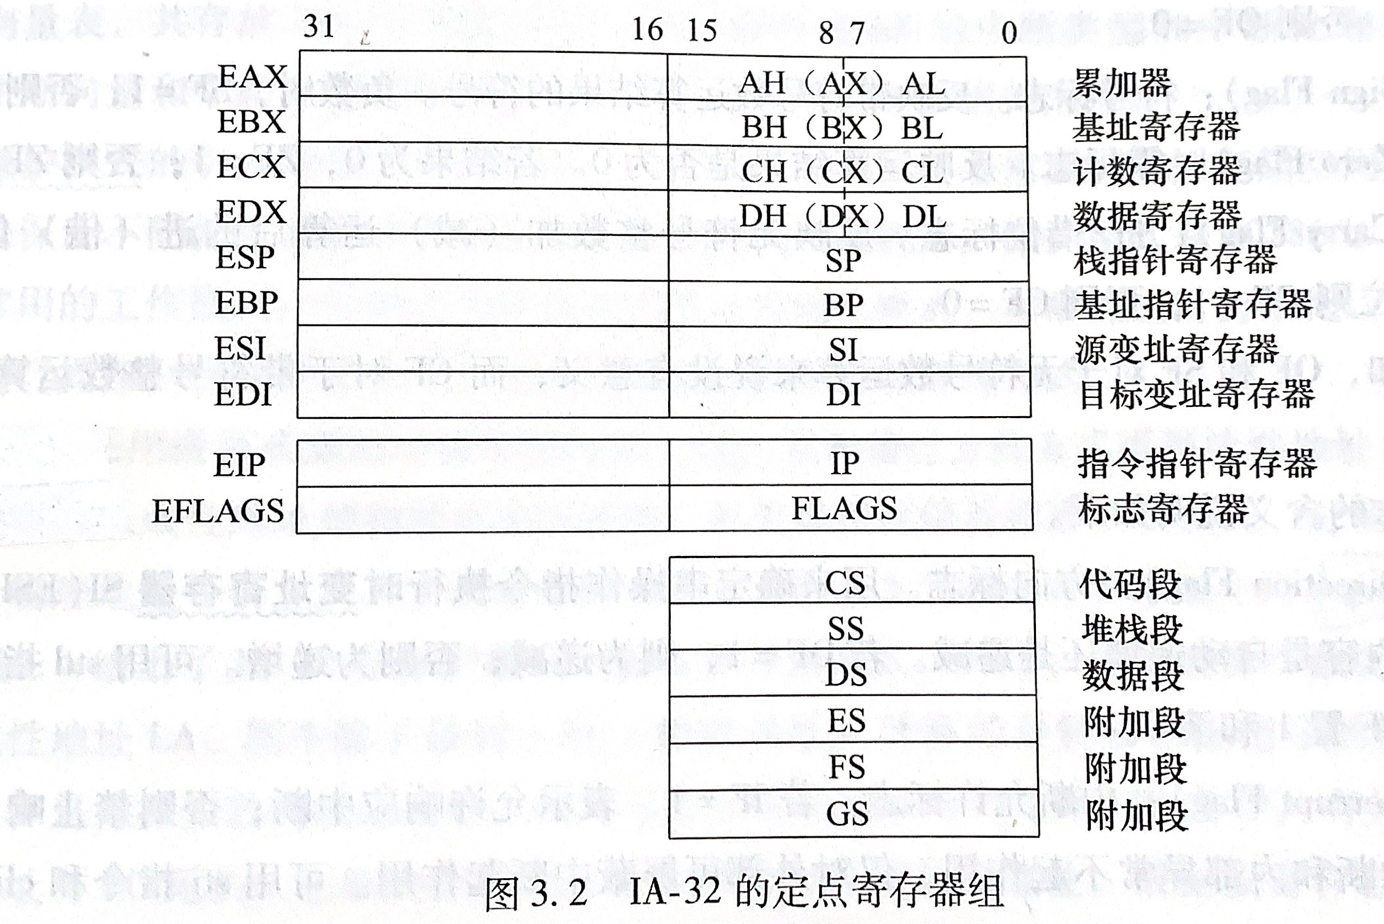 31 16 15 8 7 0
EAX AH（AX）AL 累加器
EBX BH（BX）BL 基址寄存器
ECX CH（CX）CL 计数寄存器
EDX DH（DX）DL 数据寄存器
ESP SP 栈指针寄存器
EBP BP 基址指针寄存器
ESI SI 源变址寄存器
EDI DI 目标变址寄存器
EIP IP 指令指针寄存器
EFLAGS FLAGS 标志寄存器
CS 代码段
SS 堆栈段
DS 数据段
ES 附加段
FS 附加段
GS 附加段
图 3.2 IA-32 的定点寄存器组